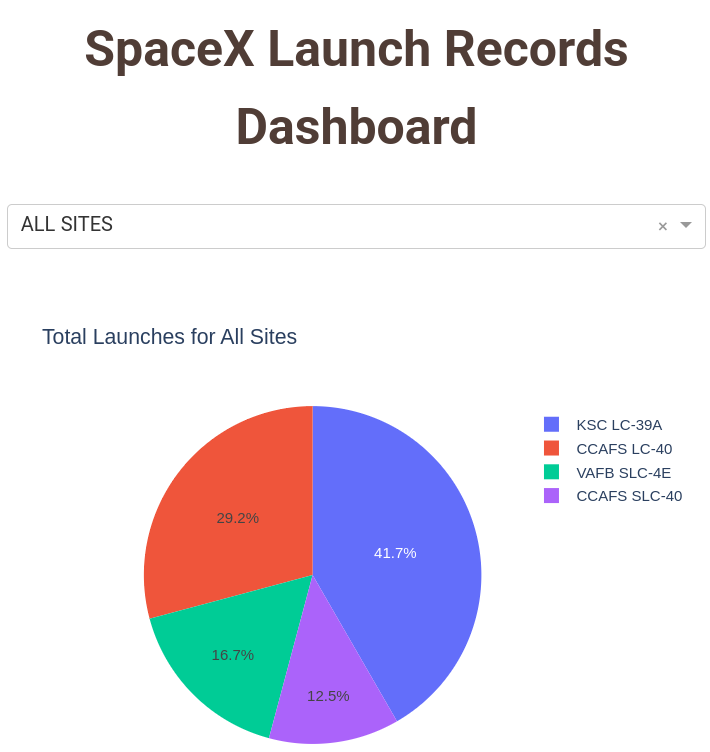 SpaceX Launch Records
Dashboard
ALL SITES
×
Total Launches for All Sites
KSC LC-39A
CCAFS LC-40
VAFB SLC-4E
CCAFS SLC-40
29.2%
41.7%
16.7%
12.5%